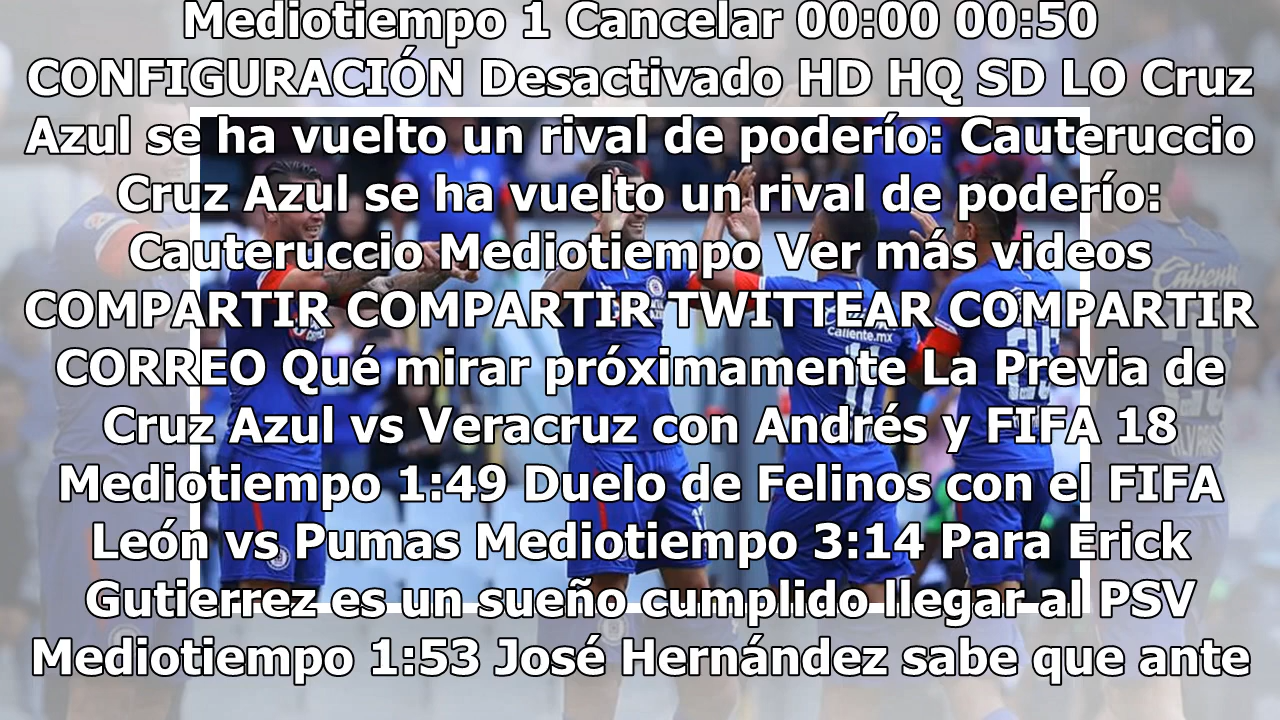 Mediotiempo 1 Cancelar 00:00 00:50
CONFIGURACIÓN Desactivado HD HQ SD LO Cruz
Azul se ha vuelto un rival de poderío: Cauteruccio
Cruz Azul se ha vuelto un rival de poderío:
Cauteruccio Mediotiempo Ver más videos
COMPARTIR COMPARTIR TWITTEAR COMPARTIR
CORREO Qué mirar próximamente La Previa de
Cruz Azul vs Veracruz con Andrés y FIFA 18
Mediotiempo 1:49 Duelo de Felinos con el FIFA
León vs Pumas Mediotiempo 3:14 Para Erick
Gutierrez es un sueño cumplido llegar al PSV
Mediotiempo 1:53 José Hernández sabe que ante
caliente.mx
Caliente